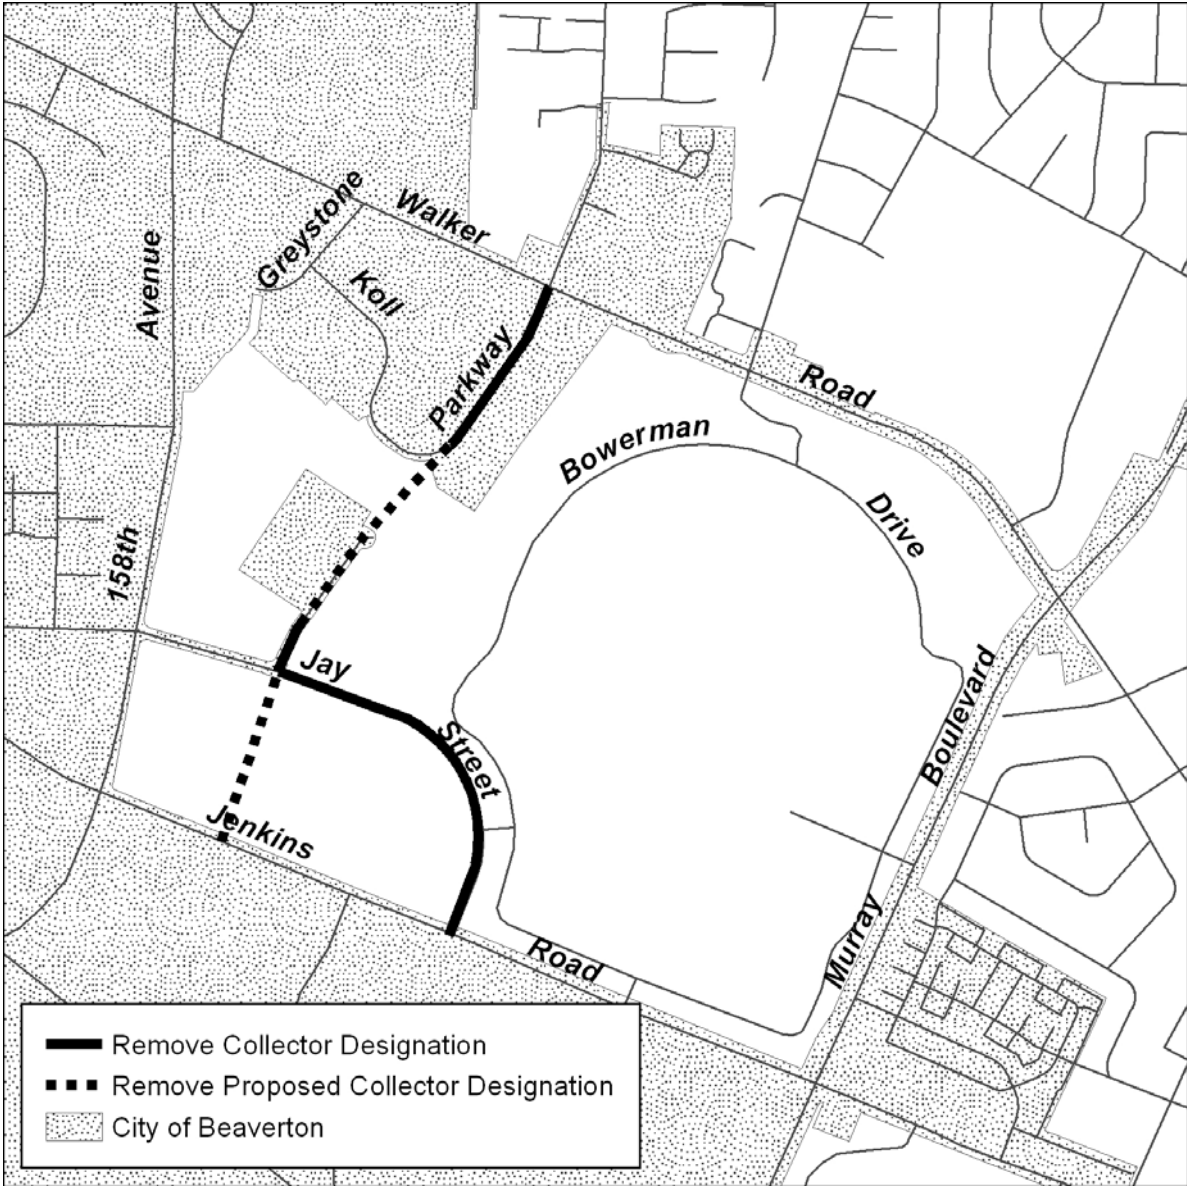 Greystone
Walker
Avenue
Koll
Parkway
Road
Bowerman
Drive
158th
Jay
Street
Boulevard
Jenkins
Murray
Road
Remove Collector Designation
Remove Proposed Collector Designation
City of Beaverton